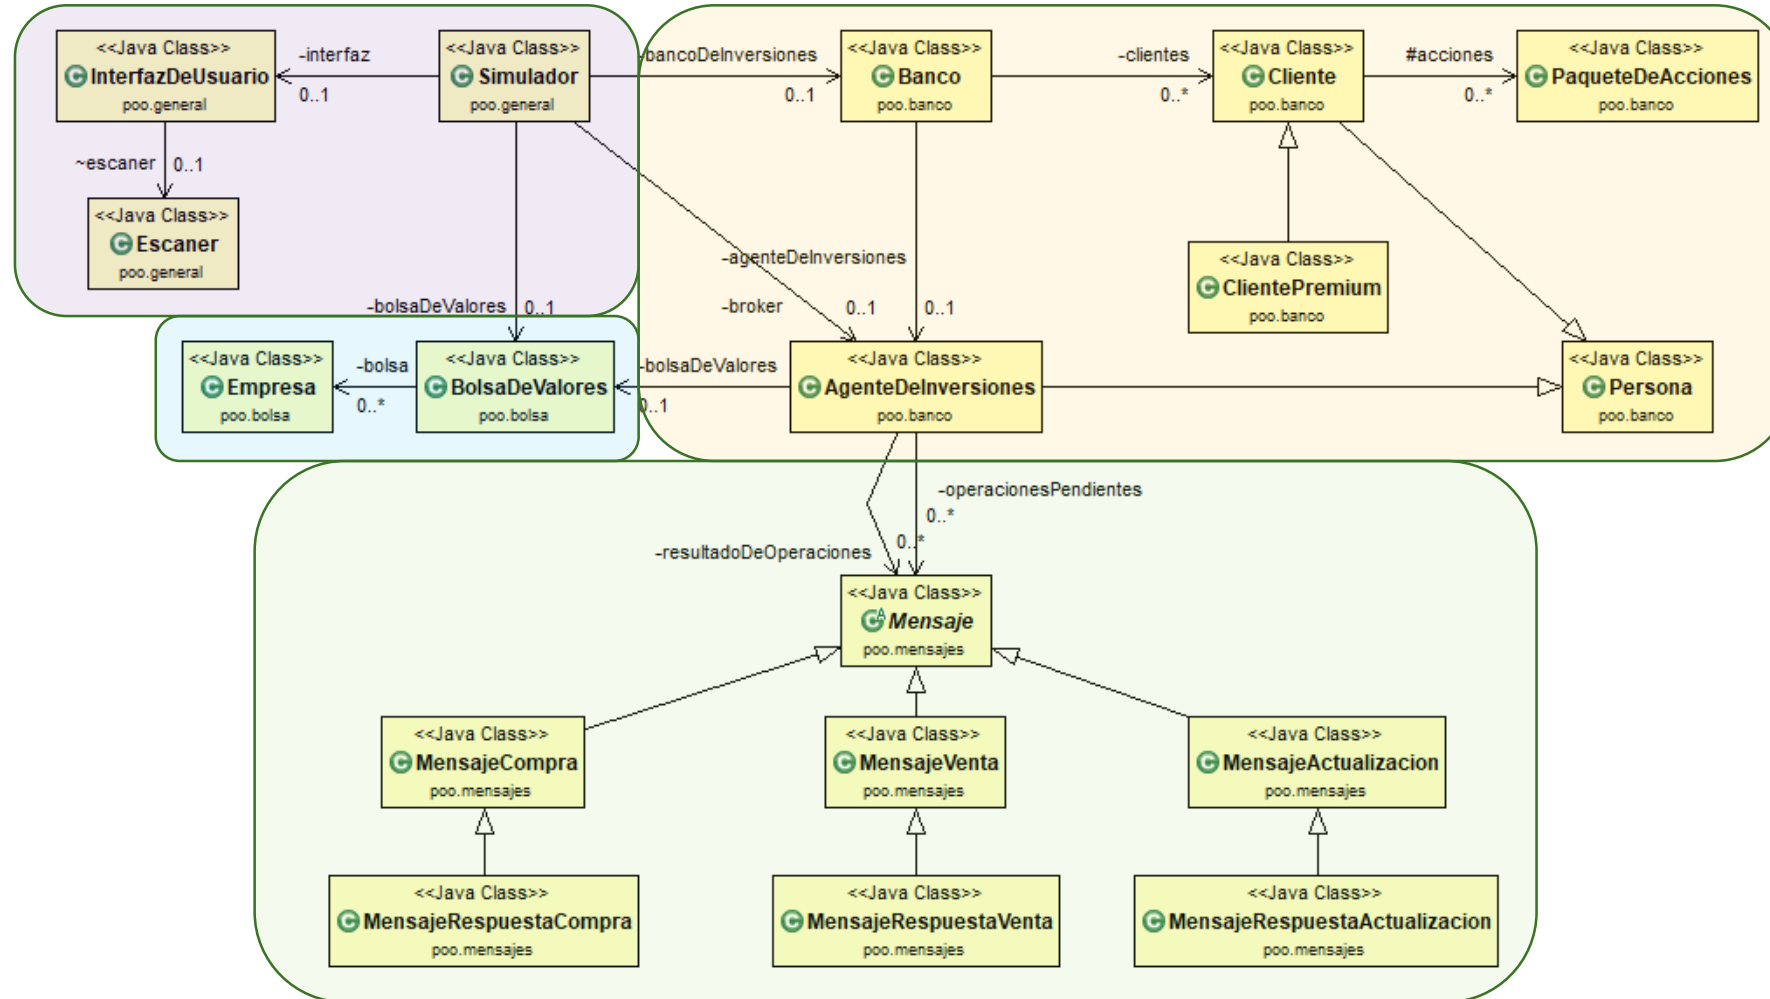 <<Java Class>>
InterfazDeUsuario
poo.general
-interfaz
0..1
<<Java Class>>
Simulador
poo.general
-bancoDeInversiones
0..1
<<Java Class>>
Banco
poo.banco
-clientes
0..*
<<Java Class>>
Cliente
poo.banco
#acciones
0..*
<<Java Class>>
PaqueteDeAcciones
poo.banco
~escaner
0..1
<<Java Class>>
Escaner
poo.general
-agenteDeInversiones
<<Java Class>>
ClientePremium
poo.banco
-bolsaDeValores
0..1
-broker
0..1
0..1
<<Java Class>>
Empresa
poo.bolsa
-bolsa
0..*
<<Java Class>>
BolsaDeValores
poo.bolsa
-bolsaDeValores
0..1
<<Java Class>>
AgenteDeInversiones
poo.banco
<<Java Class>>
Persona
poo.banco
-operacionesPendientes
0..*
-resultadoDeOperaciones
0..*
<<Java Class>>
Mensaje
poo.mensajes
<<Java Class>>
MensajeCompra
poo.mensajes
<<Java Class>>
MensajeVenta
poo.mensajes
<<Java Class>>
MensajeActualizacion
poo.mensajes
<<Java Class>>
MensajeRespuestaCompra
poo.mensajes
<<Java Class>>
MensajeRespuestaVenta
poo.mensajes
<<Java Class>>
MensajeRespuestaActualizacion
poo.mensajes